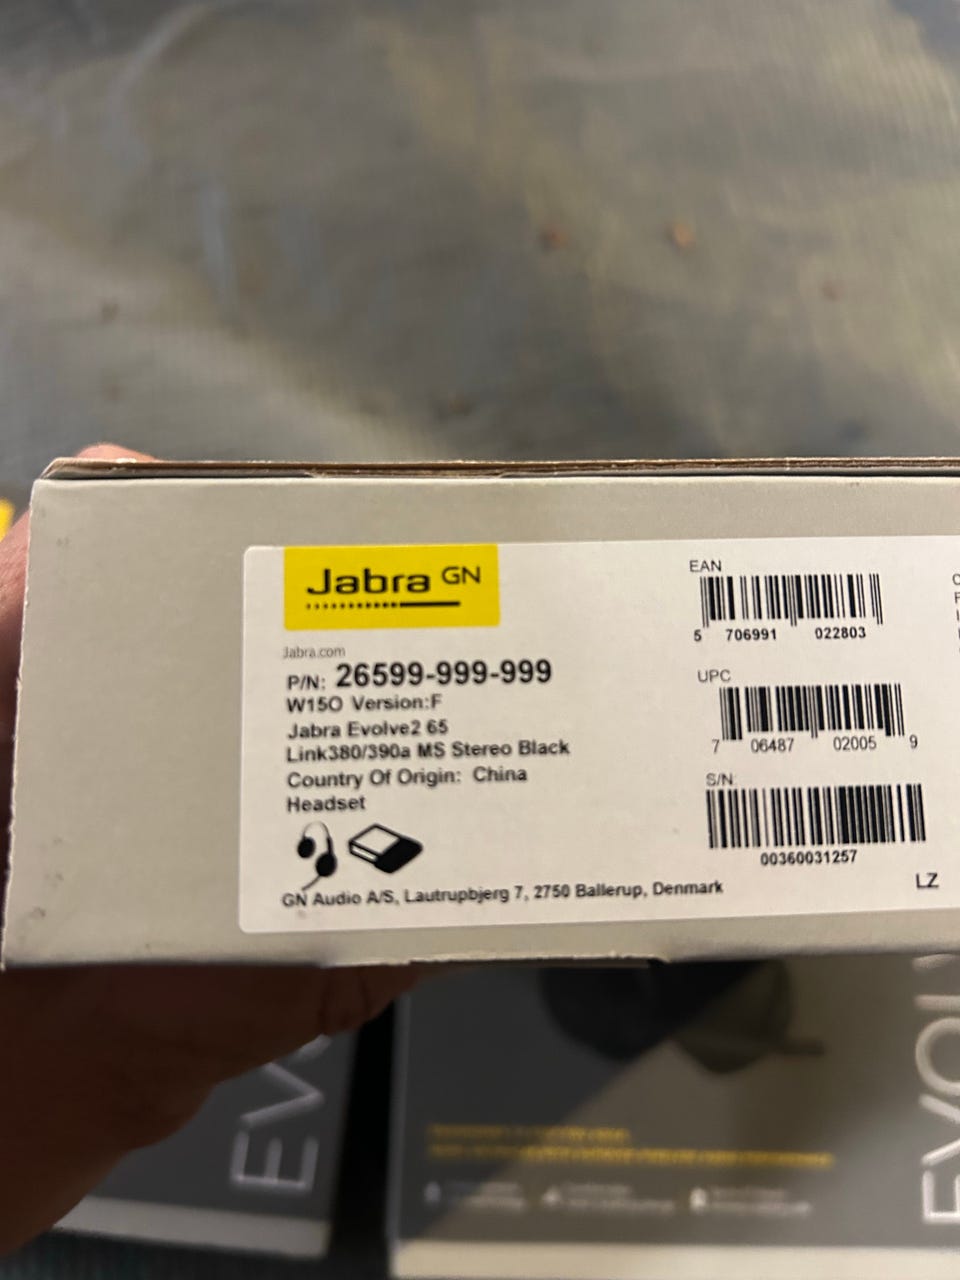 Jabra GN
Jabra.com
P/N: 26599-999-999
W15O Version:F
Jabra Evolve2 65
Link380/390a MS Stereo Black
Country Of Origin: China
Headset
GN Audio A/S, Lautrupbjerg 7, 2750 Ballerup, Denmark
EAN
5 706991 022803
UPC
7 06487 02005 9
S/N:
00360031257
LZ